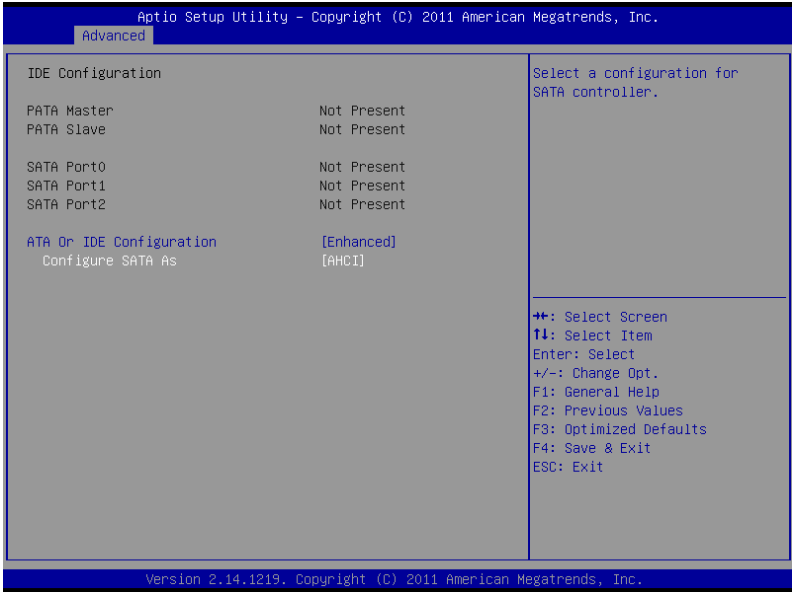 Aptio Setup Utility – Copyright (C) 2011 American Megatrends, Inc.
Advanced
IDE Configuration
PATA Master Not Present
PATA Slave Not Present
SATA Port0 Not Present
SATA Port1 Not Present
SATA Port2 Not Present
ATA Or IDE Configuration [Enhanced]
Configure SATA As [AHCI]
Select a configuration for
SATA controller.
→←: Select Screen
↑↓: Select Item
Enter: Select
+/-: Change Opt.
F1: General Help
F2: Previous Values
F3: Optimized Defaults
F4: Save & Exit
ESC: Exit
Version 2.14.1219. Copyright (C) 2011 American Megatrends, Inc.